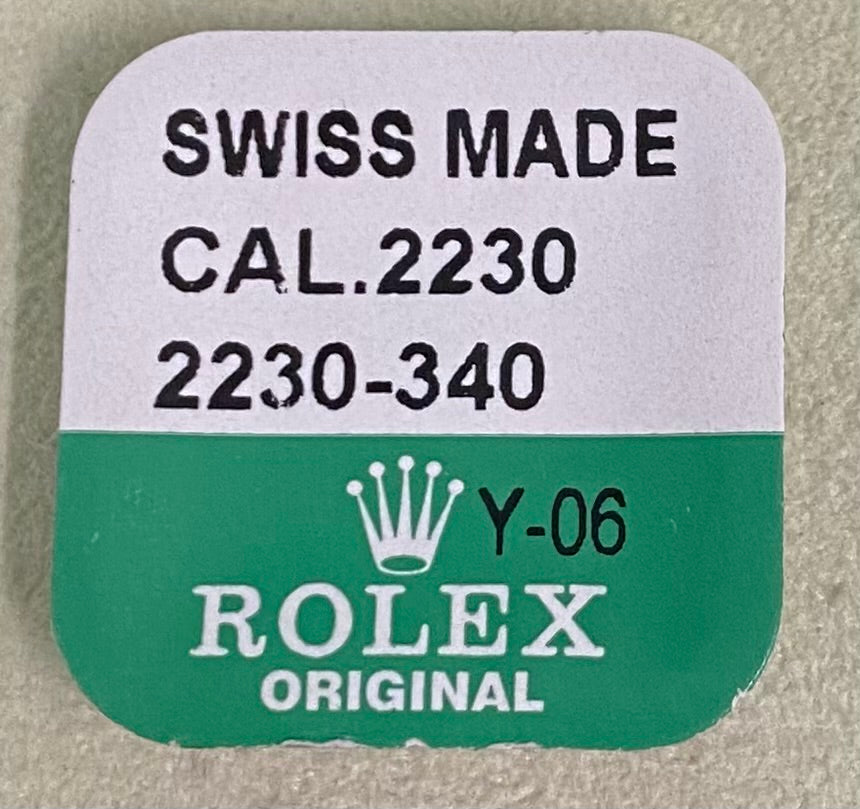 SWISS MADE
CAL.2230
2230-340
Y-06
ROLEX
ORIGINAL